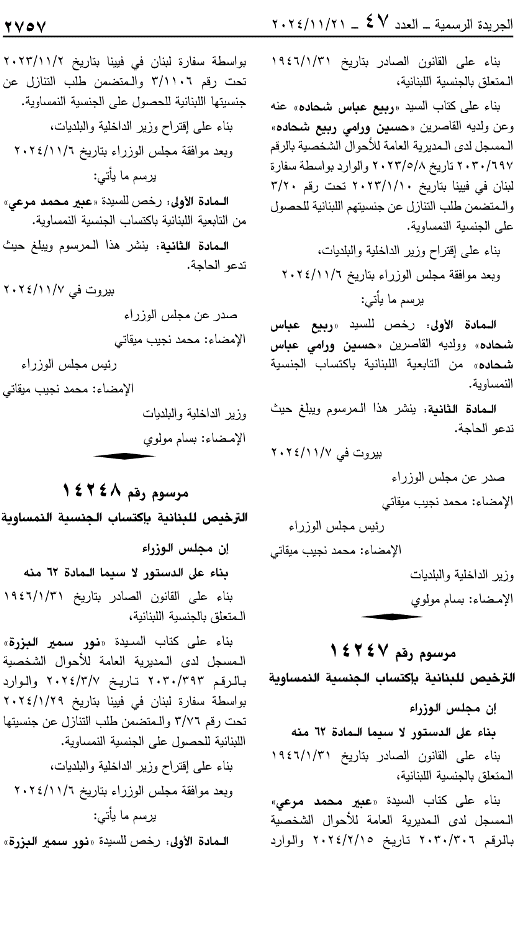 الجريدة الرسمية ــ العدد ٤٧ ــ ٢٠٢٤/١١/٢١
٢٧٥٧
بناء على القانون الصادر بتاريخ ١٩٤٦/١/٣١
المتعلق بالجنسية اللبنانية،
بناء على كتاب السيد «ربيع عباس شحاده» عنه
وعن ولديه القاصرين «حسين ورامي ربيع شحاده»
المسجل لدى المديرية العامة للأحوال الشخصية بالرقم
٢٠٣٠/٦٩٧ تاريخ ٢٠٢٣/٥/٨ والوارد بواسطة سفارة
لبنان في فيينا بتاريخ ٢٠٢٣/١/١٠ تحت رقم ٣/٢٠
والمتضمن طلب التنازل عن جنسيتهم اللبنانية للحصول
على الجنسية النمساوية.
بناء على إقتراح وزير الداخلية والبلديات،
وبعد موافقة مجلس الوزراء بتاريخ ٢٠٢٤/١١/٦
يرسم ما يأتي:
المادة الأولى: رخص للسيد «ربيع عباس
شحاده» وولديه القاصرين «حسين ورامي عباس
شحاده» من التابعية اللبنانية بإكتساب الجنسية
النمساوية.
المادة الثانية: ينشر هذا المرسوم ويبلغ حيث
تدعو الحاجة.
بيروت في ٢٠٢٤/١١/٧
صدر عن مجلس الوزراء
الإمضاء: محمد نجيب ميقاتي
رئيس مجلس الوزراء
الإمضاء: محمد نجيب ميقاتي
وزير الداخلية والبلديات
الإمضاء: بسام مولوي
مرسوم رقم ١٤٢٤٧
الترخيص للبنانية بإكتساب الجنسية النمساوية
إن مجلس الوزراء
بناء على الدستور لا سيما المادة ٦٢ منه
بناء على القانون الصادر بتاريخ ١٩٤٦/١/٣١
المتعلق بالجنسية اللبنانية،
بناء على كتاب السيدة «عبير محمد مرعي»
المسجل لدى المديرية العامة للأحوال الشخصية
بالرقم ٢٠٣٠/٣٠٦ تاريخ ٢٠٢٤/٢/١٥ والوارد
بواسطة سفارة لبنان في فيينا بتاريخ ٢٠٢٣/١١/٢
تحت رقم ٣/١١٠٦ والمتضمن طلب التنازل عن
جنسيتها اللبنانية للحصول على الجنسية النمساوية.
بناء على إقتراح وزير الداخلية والبلديات،
وبعد موافقة مجلس الوزراء بتاريخ ٢٠٢٤/١١/٦
يرسم ما يأتي:
المادة الأولى: رخص للسيدة «عبير محمد مرعي»
من التابعية اللبنانية بإكتساب الجنسية النمساوية.
المادة الثانية: ينشر هذا المرسوم ويبلغ حيث
تدعو الحاجة.
بيروت في ٢٠٢٤/١١/٧
صدر عن مجلس الوزراء
الإمضاء: محمد نجيب ميقاتي
رئيس مجلس الوزراء
الإمضاء: محمد نجيب ميقاتي
وزير الداخلية والبلديات
الإمضاء: بسام مولوي
مرسوم رقم ١٤٢٤٨
الترخيص للبنانية بإكتساب الجنسية النمساوية
إن مجلس الوزراء
بناء على الدستور لا سيما المادة ٦٢ منه
بناء على القانون الصادر بتاريخ ١٩٤٦/١/٣١
المتعلق بالجنسية اللبنانية،
بناء على كتاب السيدة «نور سمير البزرة»
المسجل لدى المديرية العامة للأحوال الشخصية
بالرقم ٢٠٣٠/٣٩٣ تاريخ ٢٠٢٤/٣/٧ والوارد
بواسطة سفارة لبنان في فيينا بتاريخ ٢٠٢٤/١/٢٩
تحت رقم ٣/٧٦ والمتضمن طلب التنازل عن جنسيتها
اللبنانية للحصول على الجنسية النمساوية.
بناء على إقتراح وزير الداخلية والبلديات،
وبعد موافقة مجلس الوزراء بتاريخ ٢٠٢٤/١١/٦
يرسم ما يأتي:
المادة الأولى: رخص للسيدة «نور سمير البزرة»